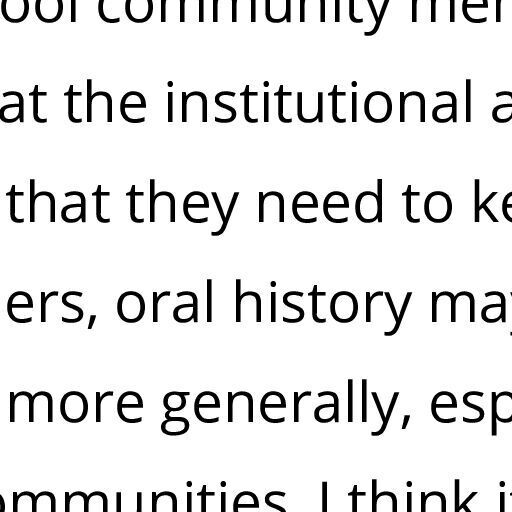 ool community mem
at the institutional a
that they need to ke
ers, oral history may
more generally, esp
ommunities. I think it